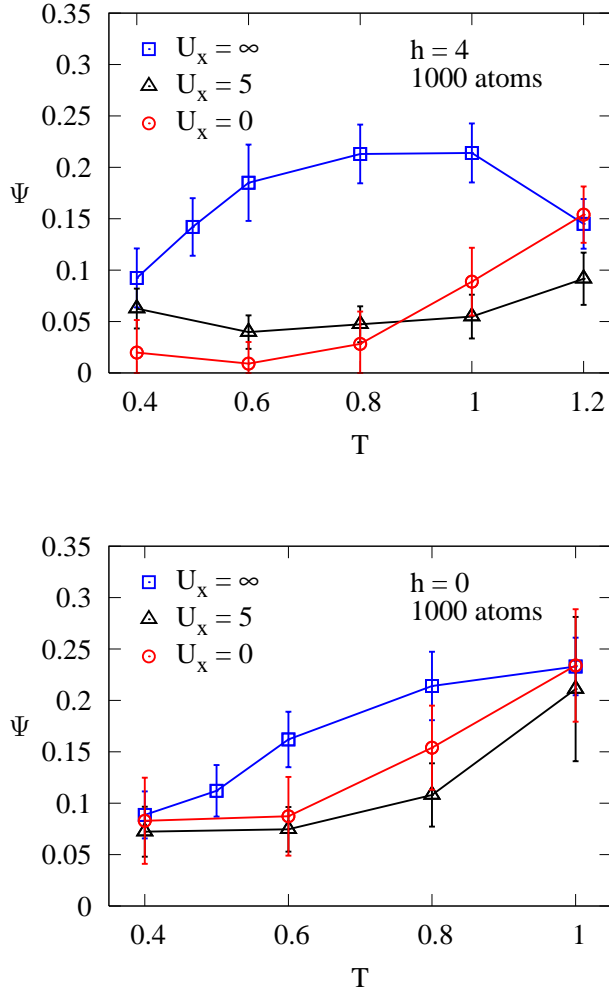 0.35
0.3
0.25
0.2
0.15
0.1
0.05
0
Ψ
U_x = ∞
U_x = 5
U_x = 0
h = 4
1000 atoms
0.4 0.6 0.8 1 1.2
T
0.35
0.3
0.25
0.2
0.15
0.1
0.05
0
Ψ
U_x = ∞
U_x = 5
U_x = 0
h = 0
1000 atoms
0.4 0.6 0.8 1
T